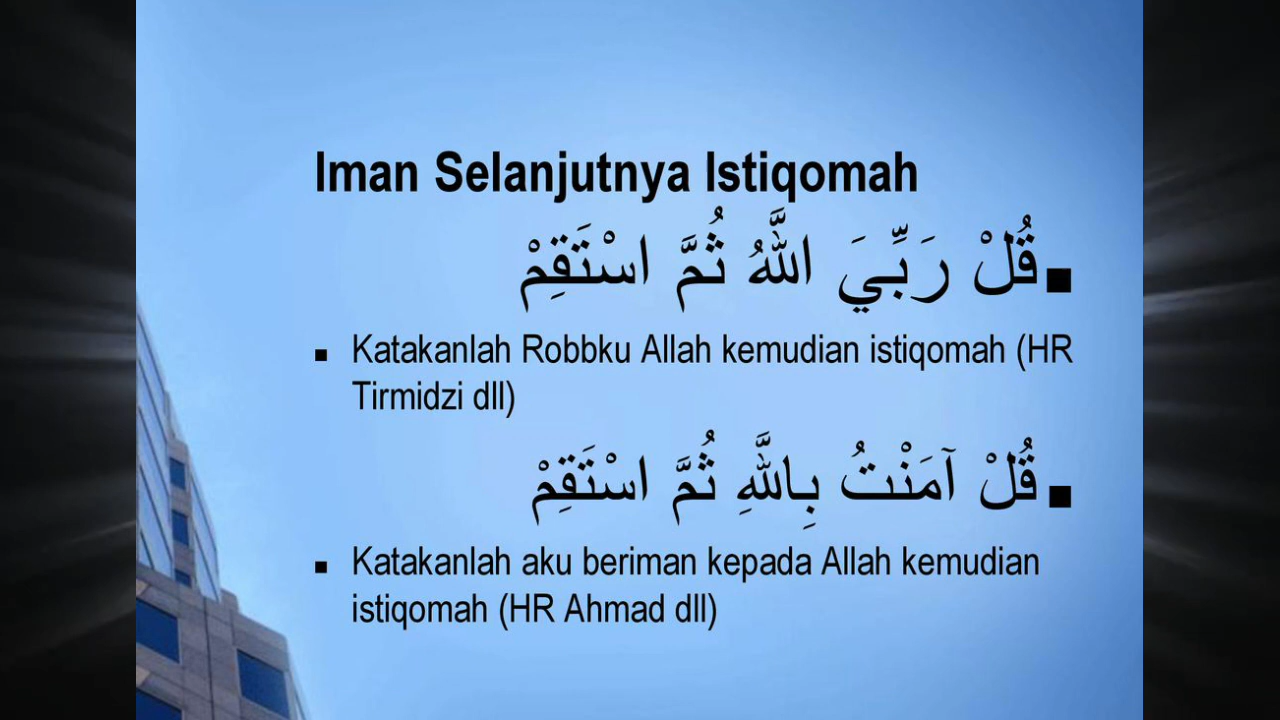 Iman Selanjutnya Istiqomah
▪ قُلْ رَبِّيَ اللَّهُ ثُمَّ اسْتَقِمْ
▪ Katakanlah Robbku Allah kemudian istiqomah (HR
Tirmidzi dll)
▪ قُلْ آمَنْتُ بِاللَّهِ ثُمَّ اسْتَقِمْ
▪ Katakanlah aku beriman kepada Allah kemudian
istiqomah (HR Ahmad dll)